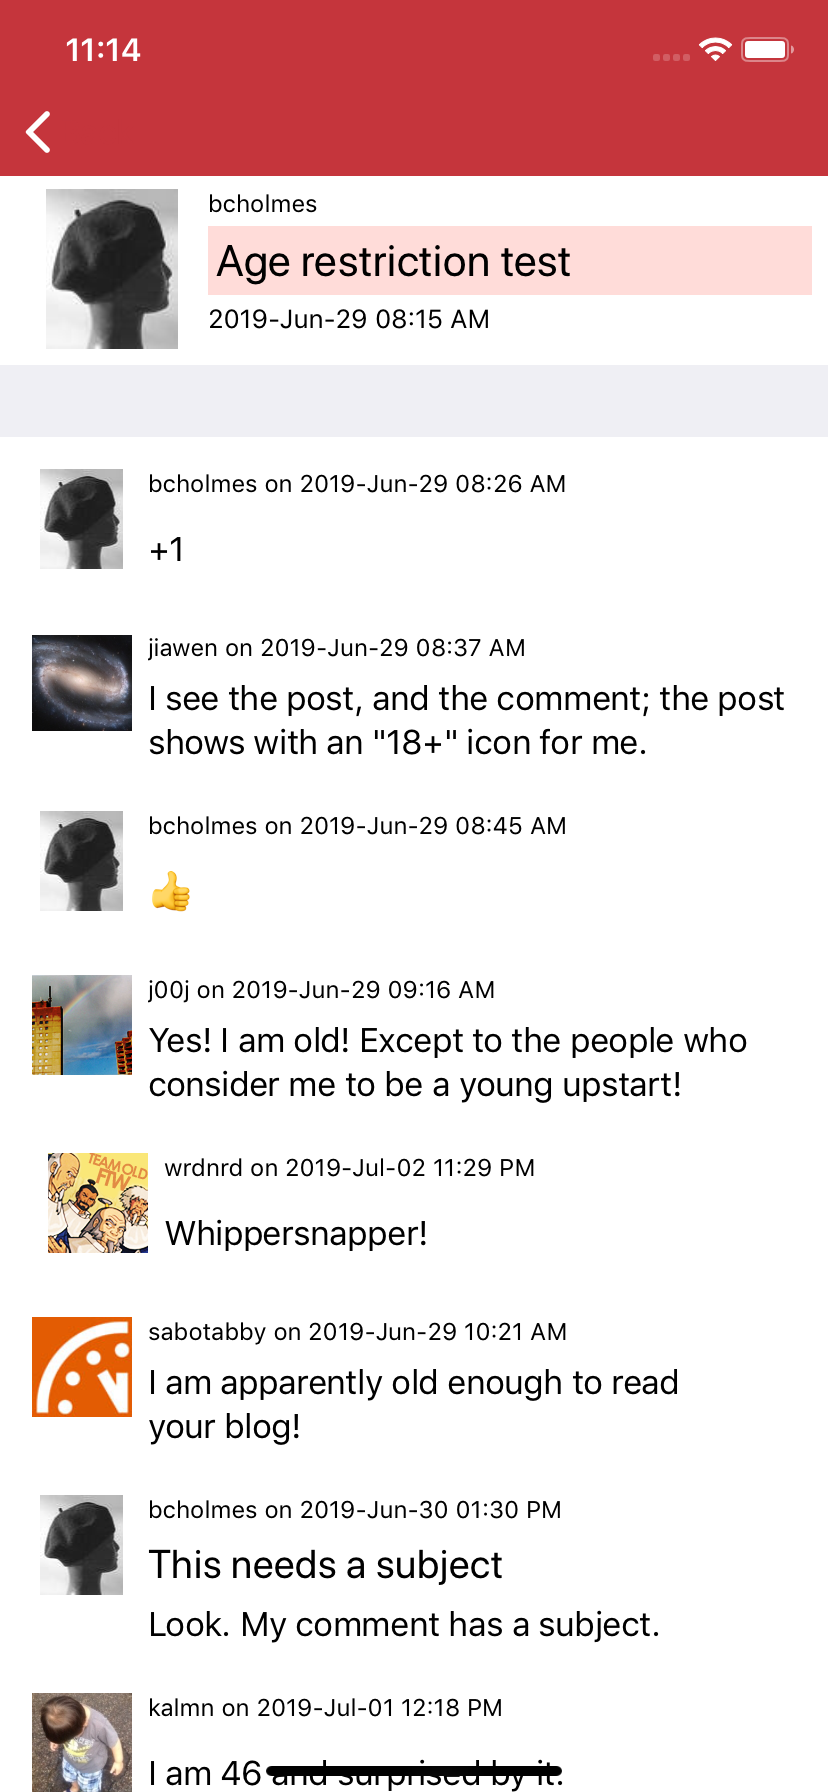 11:14
bcholmes
Age restriction test
2019-Jun-29 08:15 AM
bcholmes on 2019-Jun-29 08:26 AM
+1
jiawen on 2019-Jun-29 08:37 AM
I see the post, and the comment; the post
shows with an "18+" icon for me.
bcholmes on 2019-Jun-29 08:45 AM
👍
j00j on 2019-Jun-29 09:16 AM
Yes! I am old! Except to the people who
consider me to be a young upstart!
TEAM OLD
FTW
wrdnrd on 2019-Jul-02 11:29 PM
Whippersnapper!
sabotabby on 2019-Jun-29 10:21 AM
I am apparently old enough to read
your blog!
bcholmes on 2019-Jun-30 01:30 PM
This needs a subject
Look. My comment has a subject.
kalmn on 2019-Jul-01 12:18 PM
I am 46 and surprised by it.